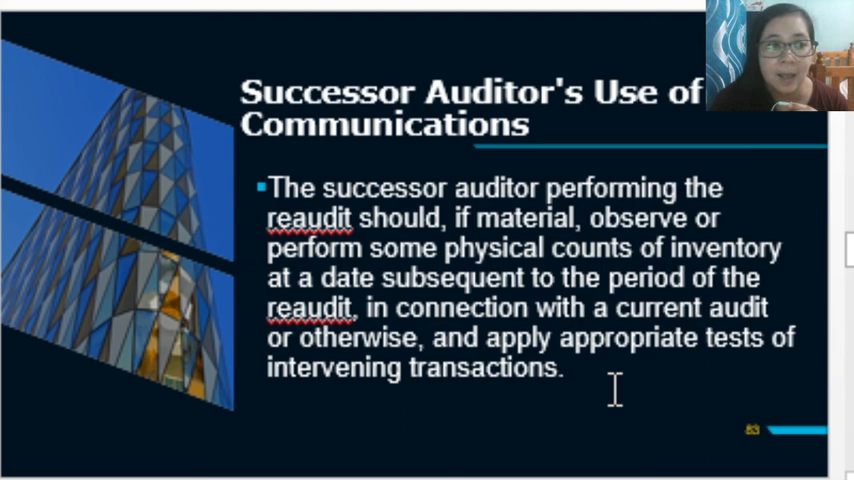 Successor Auditor's Use of
Communications
The successor auditor performing the
reaudit should, if material, observe or
perform some physical counts of inventory
at a date subsequent to the period of the
reaudit, in connection with a current audit
or otherwise, and apply appropriate tests of
intervening transactions.
83